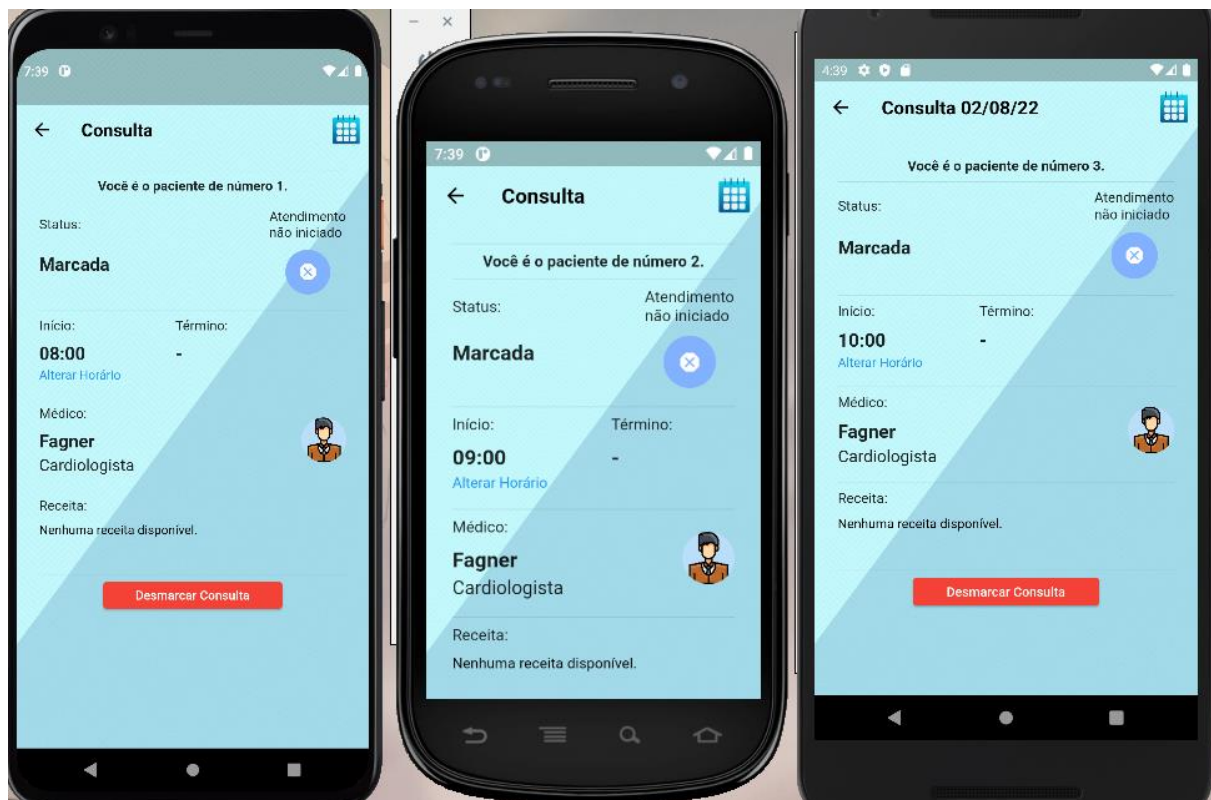 7:39
Consulta
Você é o paciente de número 1.
Status:
Atendimento
não iniciado
Marcada
Início:
Término:
08:00
-
Alterar Horário
Médico:
Fagner
Cardiologista
Receita:
Nenhuma receita disponível.
Desmarcar Consulta
7:39
Consulta
Você é o paciente de número 2.
Status:
Atendimento
não iniciado
Marcada
Início:
Término:
09:00
-
Alterar Horário
Médico:
Fagner
Cardiologista
Receita:
Nenhuma receita disponível.
4:39
Consulta 02/08/22
Você é o paciente de número 3.
Status:
Atendimento
não iniciado
Marcada
Início:
Término:
10:00
-
Alterar Horário
Médico:
Fagner
Cardiologista
Receita:
Nenhuma receita disponível.
Desmarcar Consulta